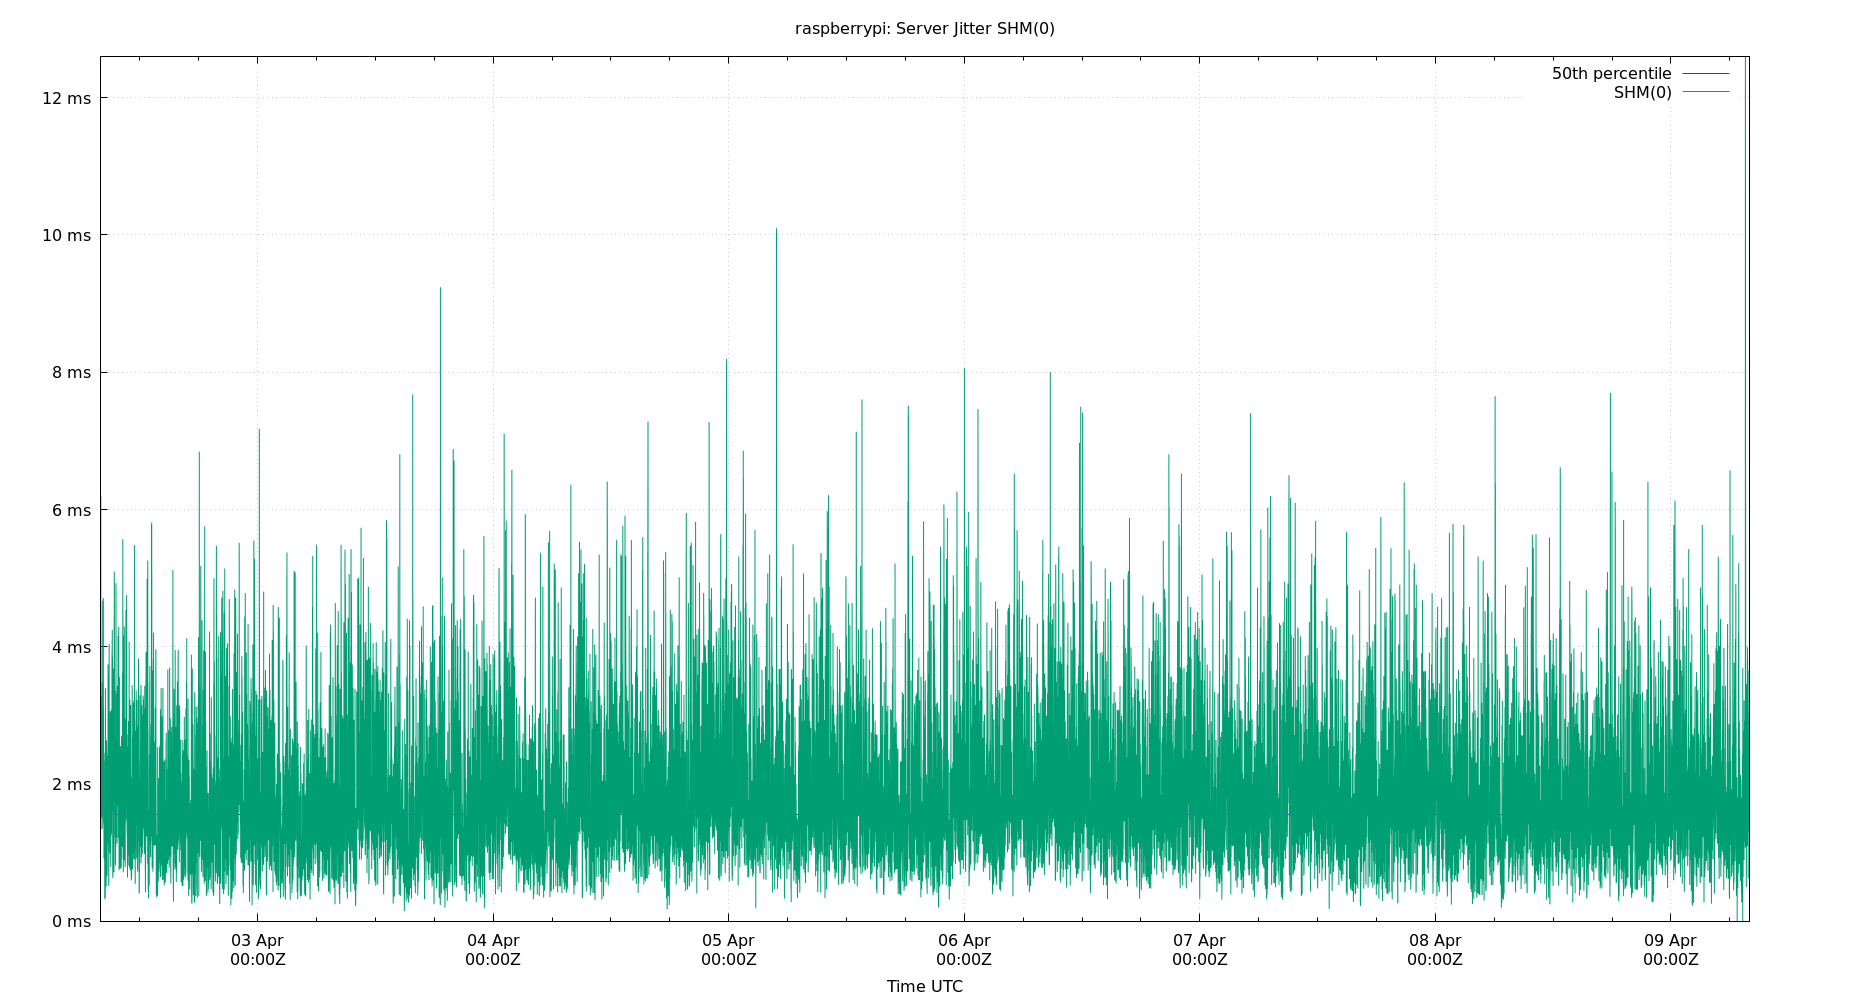 raspberrypi: Server Jitter SHM(0)
50th percentile
SHM(0)
12 ms
10 ms
8 ms
6 ms
4 ms
2 ms
0 ms
03 Apr 04 Apr 05 Apr 06 Apr 07 Apr 08 Apr 09 Apr
00:00Z 00:00Z 00:00Z 00:00Z 00:00Z 00:00Z 00:00Z
Time UTC